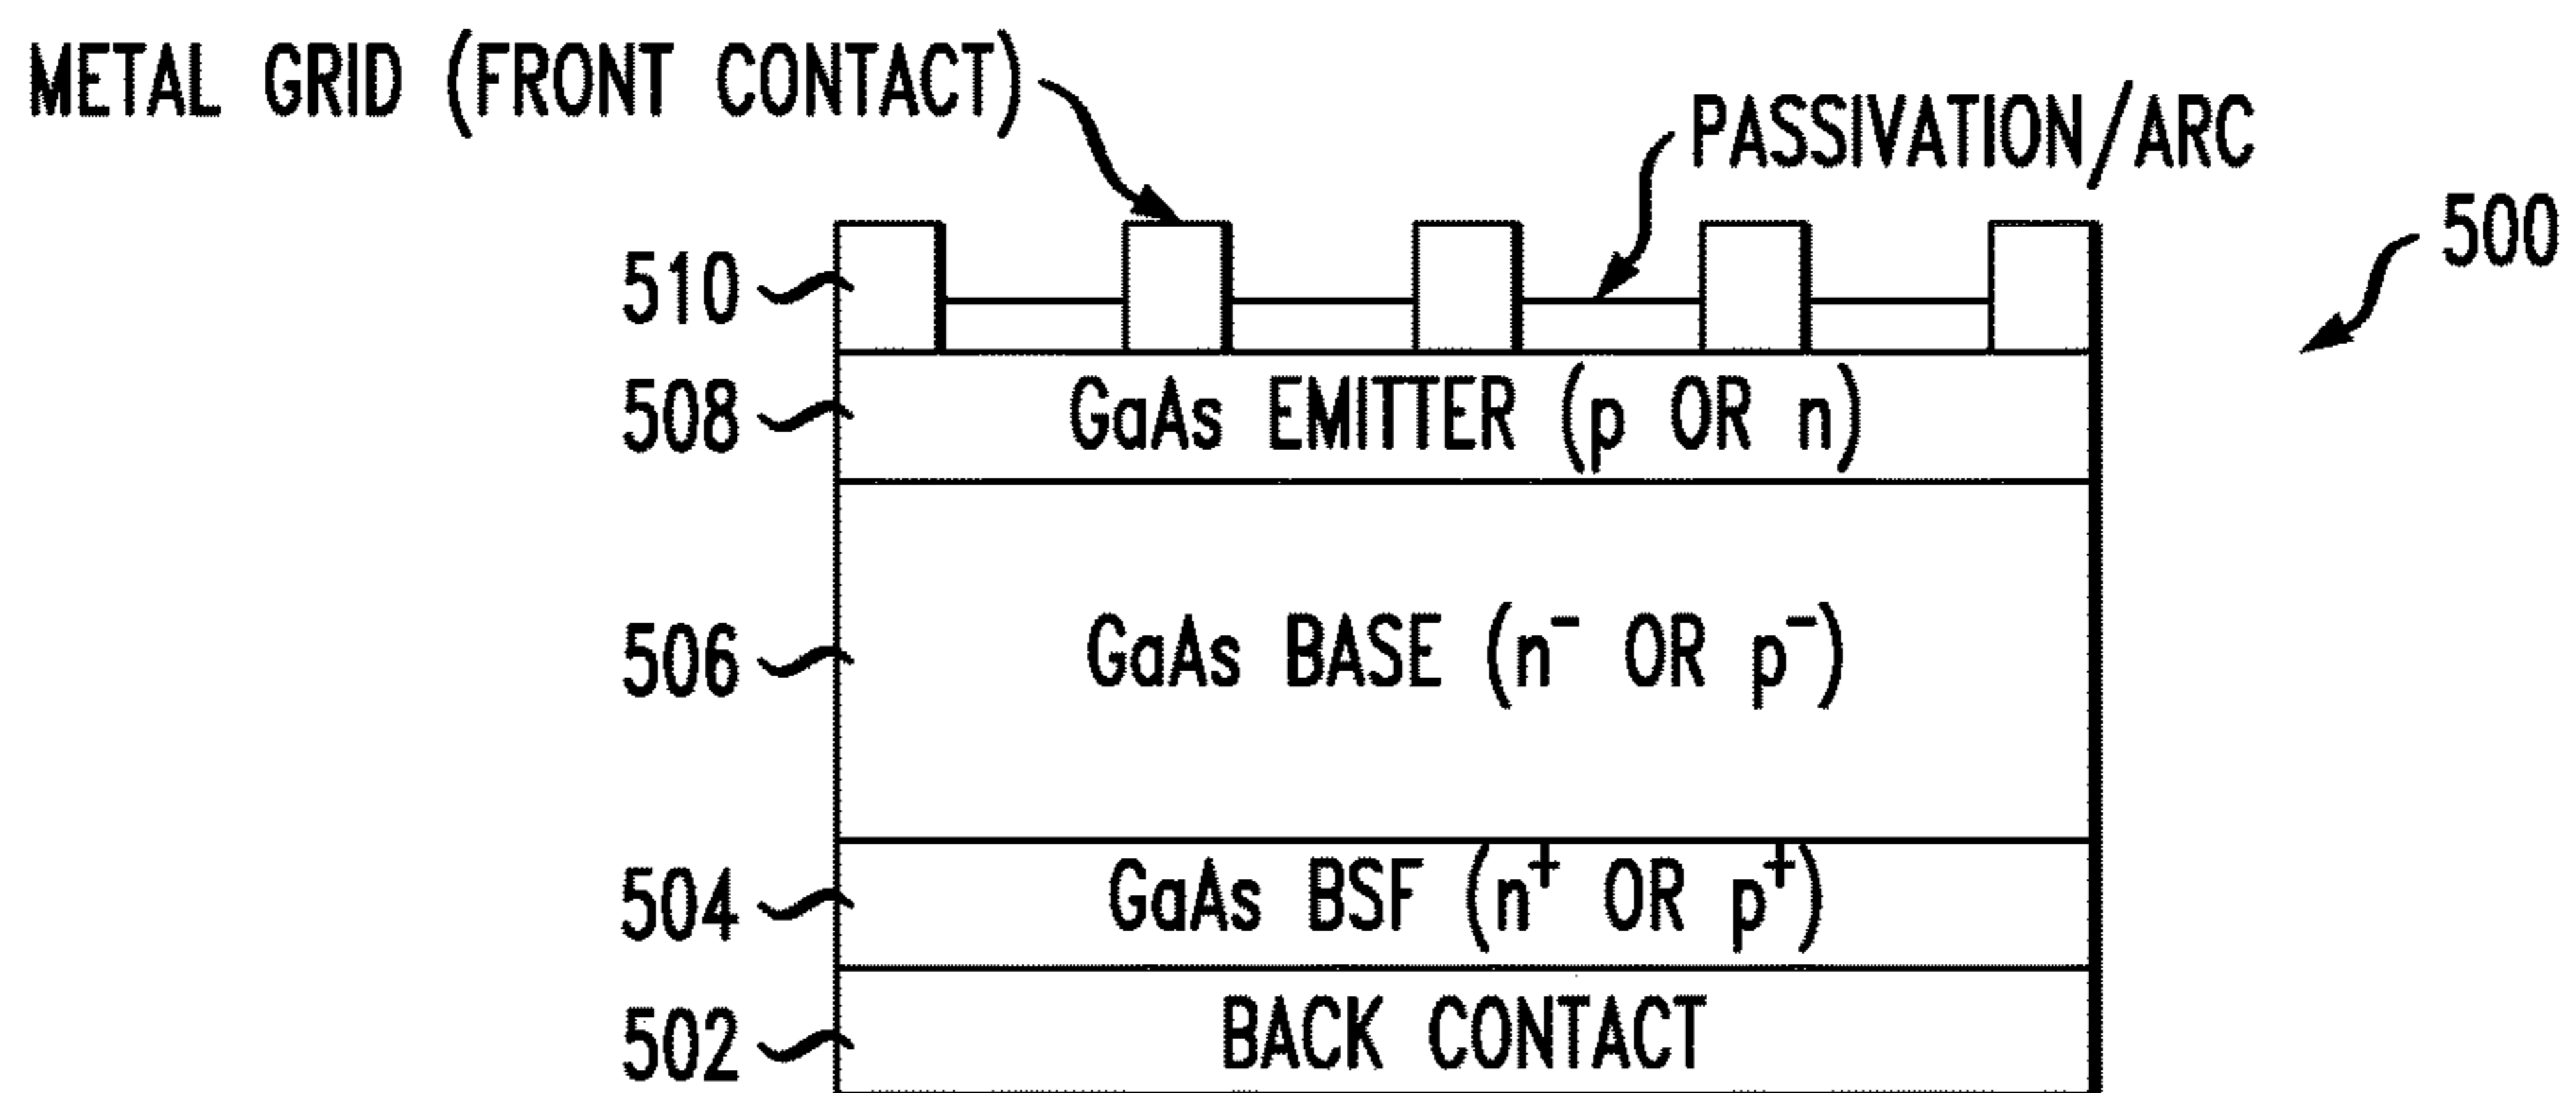 METAL GRID (FRONT CONTACT)
PASSIVATION/ARC
500
510
508 GaAs EMITTER (p OR n)
506 GaAs BASE (n⁻ OR p⁻)
504 GaAs BSF (n⁺ OR p⁺)
502 BACK CONTACT